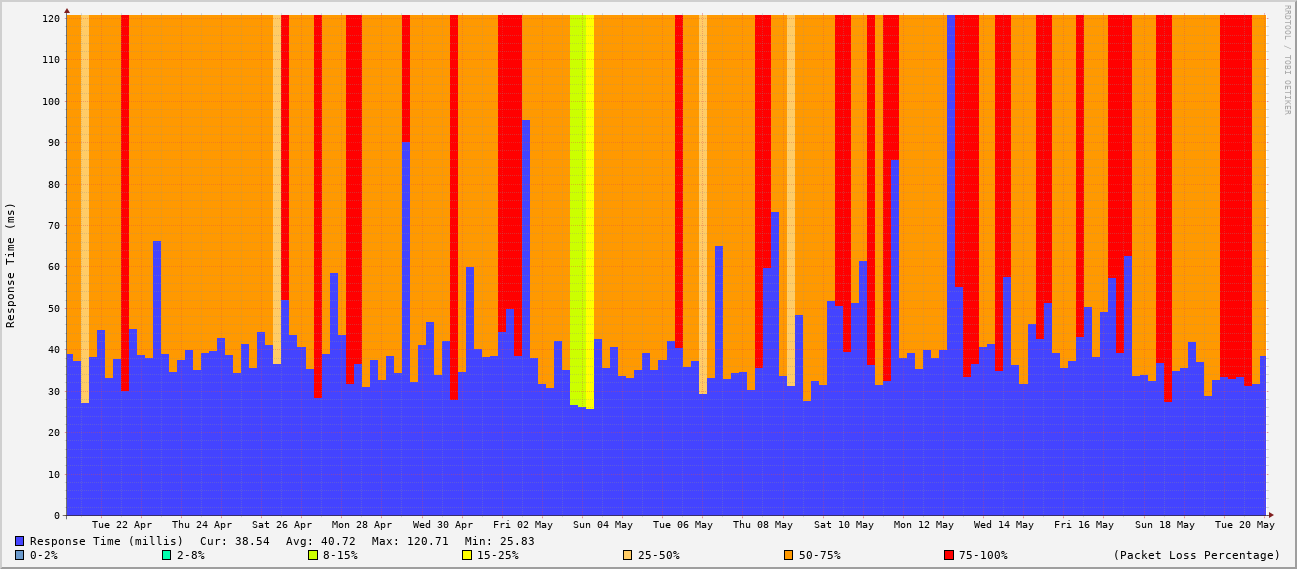 RRDTOOL / TOBI OETIKER
Response Time (ms)
120
110
100
90
80
70
60
50
40
30
20
10
0
Tue 22 Apr Thu 24 Apr Sat 26 Apr Mon 28 Apr Wed 30 Apr Fri 02 May Sun 04 May Tue 06 May Thu 08 May Sat 10 May Mon 12 May Wed 14 May Fri 16 May Sun 18 May Tue 20 May
Response Time (millis) Cur: 38.54 Avg: 40.72 Max: 120.71 Min: 25.83
0-2% 2-8% 8-15% 15-25% 25-50% 50-75% 75-100% (Packet Loss Percentage)